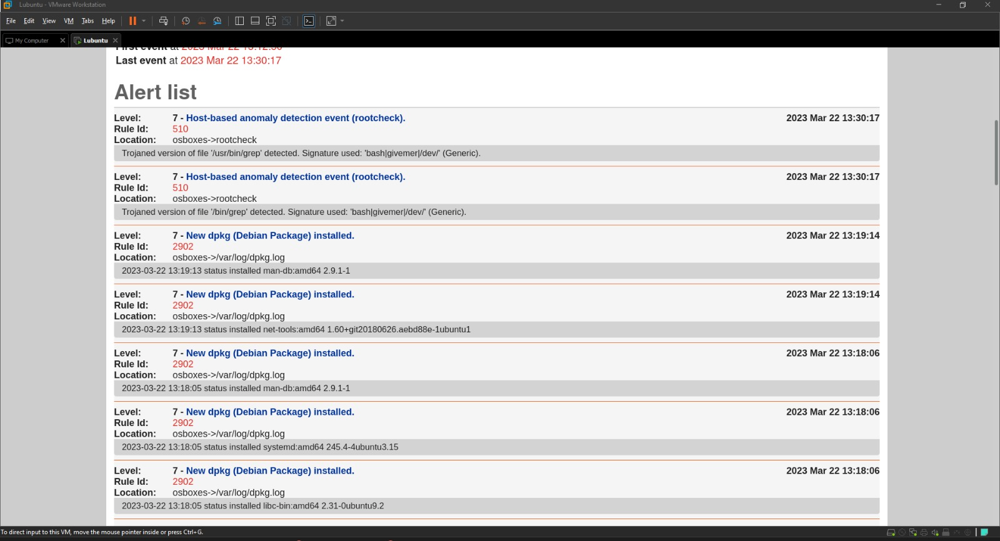 Lubuntu - VMware Workstation
File Edit View VM Tabs Help
My Computer Lubuntu
First event at 2023 Mar 22 13:12:50
Last event at 2023 Mar 22 13:30:17
Alert list
Level: 7 - Host-based anomaly detection event (rootcheck). 2023 Mar 22 13:30:17
Rule Id: 510
Location: osboxes->rootcheck
Trojaned version of file '/usr/bin/grep' detected. Signature used: 'bash|givemer|/dev/' (Generic).
Level: 7 - Host-based anomaly detection event (rootcheck). 2023 Mar 22 13:30:17
Rule Id: 510
Location: osboxes->rootcheck
Trojaned version of file '/bin/grep' detected. Signature used: 'bash|givemer|/dev/' (Generic).
Level: 7 - New dpkg (Debian Package) installed. 2023 Mar 22 13:19:14
Rule Id: 2902
Location: osboxes->/var/log/dpkg.log
2023-03-22 13:19:13 status installed man-db:amd64 2.9.1-1
Level: 7 - New dpkg (Debian Package) installed. 2023 Mar 22 13:19:14
Rule Id: 2902
Location: osboxes->/var/log/dpkg.log
2023-03-22 13:19:13 status installed net-tools:amd64 1.60+git20180626.aebd88e-1ubuntu1
Level: 7 - New dpkg (Debian Package) installed. 2023 Mar 22 13:18:06
Rule Id: 2902
Location: osboxes->/var/log/dpkg.log
2023-03-22 13:18:05 status installed man-db:amd64 2.9.1-1
Level: 7 - New dpkg (Debian Package) installed. 2023 Mar 22 13:18:06
Rule Id: 2902
Location: osboxes->/var/log/dpkg.log
2023-03-22 13:18:05 status installed systemd:amd64 245.4-4ubuntu3.15
Level: 7 - New dpkg (Debian Package) installed. 2023 Mar 22 13:18:06
Rule Id: 2902
Location: osboxes->/var/log/dpkg.log
2023-03-22 13:18:05 status installed libc-bin:amd64 2.31-0ubuntu9.2
To direct input to this VM, move the mouse pointer inside or press Ctrl+G.